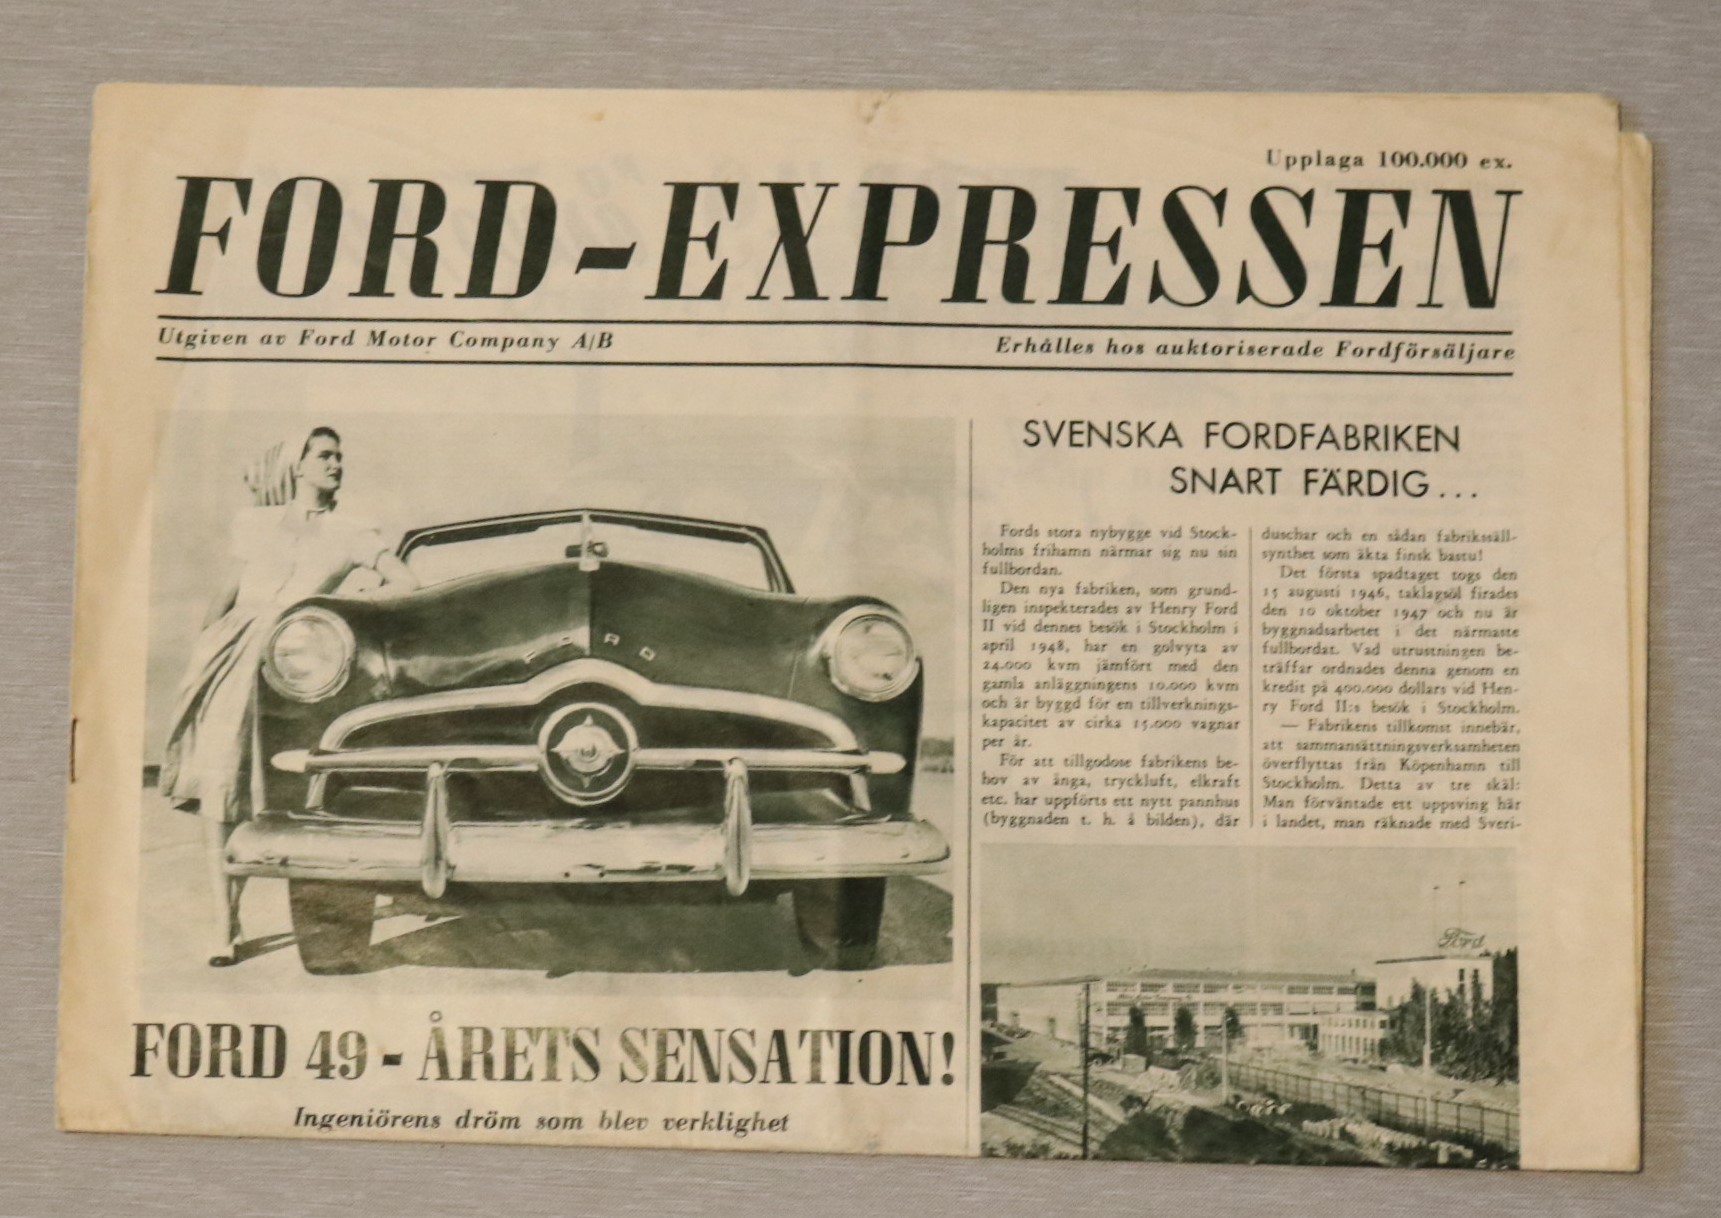 Upplaga 100.000 ex.
FORD-EXPRESSEN
Utgiven av Ford Motor Company A/B
Erhålles hos auktoriserade Fordförsäljare
FORD
FORD 49 - ÅRETS SENSATION!
Ingeniörens dröm som blev verklighet
SVENSKA FORDFABRIKEN
SNART FÄRDIG...
Fords stora nybygge vid Stock-
holms frihamn närmar sig nu sin
fullbordan.
Den nya fabriken, som grund-
ligen inspekterades av Henry Ford
II vid dennes besök i Stockholm i
april 1948, har en golvyta av
24.000 kvm jämfört med den
gamla anläggningens 10.000 kvm
och är byggd för en tillverknings-
kapacitet av cirka 15.000 vagnar
per år.
För att tillgodose fabrikens be-
hov av ånga, tryckluft, elkraft
etc. har uppförts ett nytt pannhus
(byggnaden t. h. å bilden), där
duschar och en sådan fabrikssäll-
synthet som äkta finsk bastu!
Det första spadtaget togs den
15 augusti 1946, taklagsöl firades
den 10 oktober 1947 och nu är
byggnadsarbetet i det närmaste
fullbordat. Vad utrustningen be-
träffar ordnades denna genom en
kredit på 400.000 dollars vid Hen-
ry Ford II:s besök i Stockholm.
— Fabrikens tillkomst innebär,
att sammansättningsverksamheten
överflyttas från Köpenhamn till
Stockholm. Detta av tre skäl:
Man förväntade ett uppsving här
i landet, man räknade med Sveri-
Ford